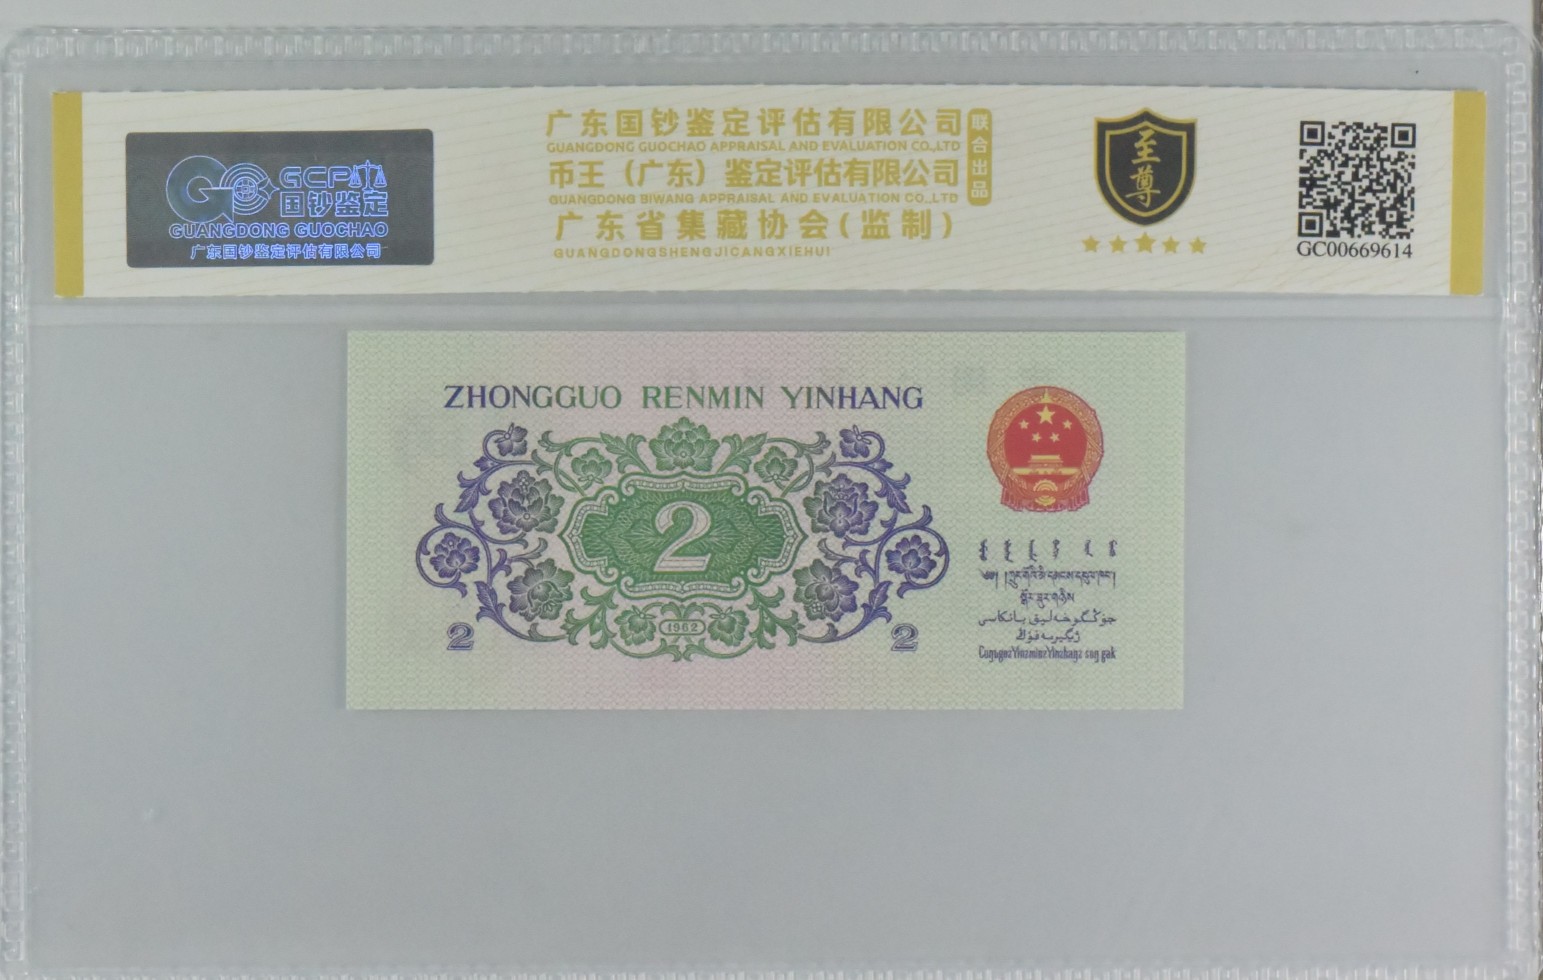 GCP
国钞鉴定
GUANGDONG GUOCHAO
广东国钞鉴定评估有限公司
广东国钞鉴定评估有限公司
GUANGDONG GUOCHAO APPRAISAL AND EVALUATION CO.,LTD
币王（广东）鉴定评估有限公司
GUANGDONG BIWANG APPRAISAL AND EVALUATION CO.,LTD
广东省集藏协会(监制)
GUANGDONGSHENGJICANGXIEHUI
联合出品
至尊
GC00669614
ZHONGGUO RENMIN YINHANG
2
1962
2
2
جۇڭگو خەلىق بانكىسى